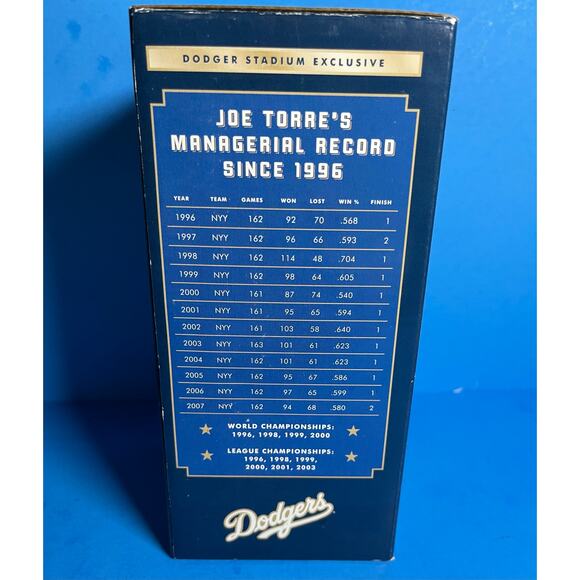 DODGER STADIUM EXCLUSIVE
JOE TORRE'S
MANAGERIAL RECORD
SINCE 1996
YEAR TEAM GAMES WON LOST WIN % FINISH
1996 NYY 162 92 70 .568 1
1997 NYY 162 96 66 .593 2
1998 NYY 162 114 48 .704 1
1999 NYY 162 98 64 .605 1
2000 NYY 161 87 74 .540 1
2001 NYY 161 95 65 .594 1
2002 NYY 161 103 58 .640 1
2003 NYY 163 101 61 .623 1
2004 NYY 162 101 61 .623 1
2005 NYY 162 95 67 .586 1
2006 NYY 162 97 65 .599 1
2007 NYY 162 94 68 .580 2
WORLD CHAMPIONSHIPS:
1996, 1998, 1999, 2000
LEAGUE CHAMPIONSHIPS:
1996, 1998, 1999,
2000, 2001, 2003
Dodgers